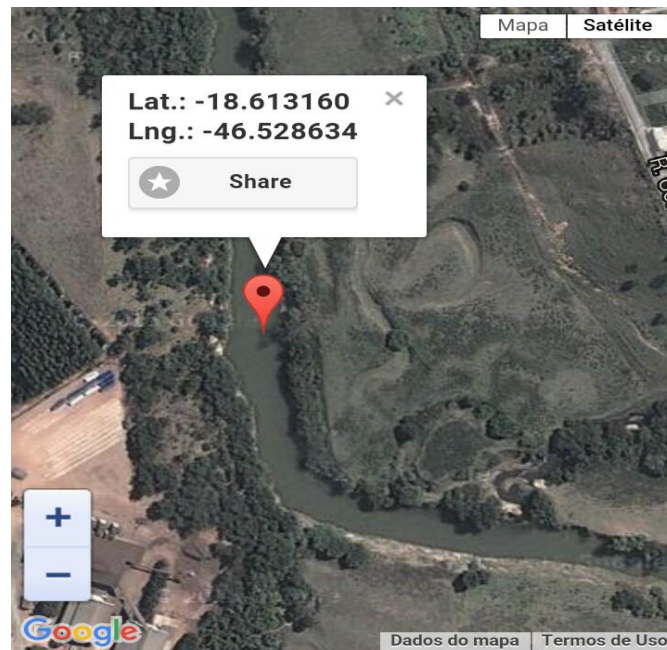 Mapa Satélite
Lat.: -18.613160 ×
Lng.: -46.528634
Share
+
−
Google
Dados do mapa Termos de Uso